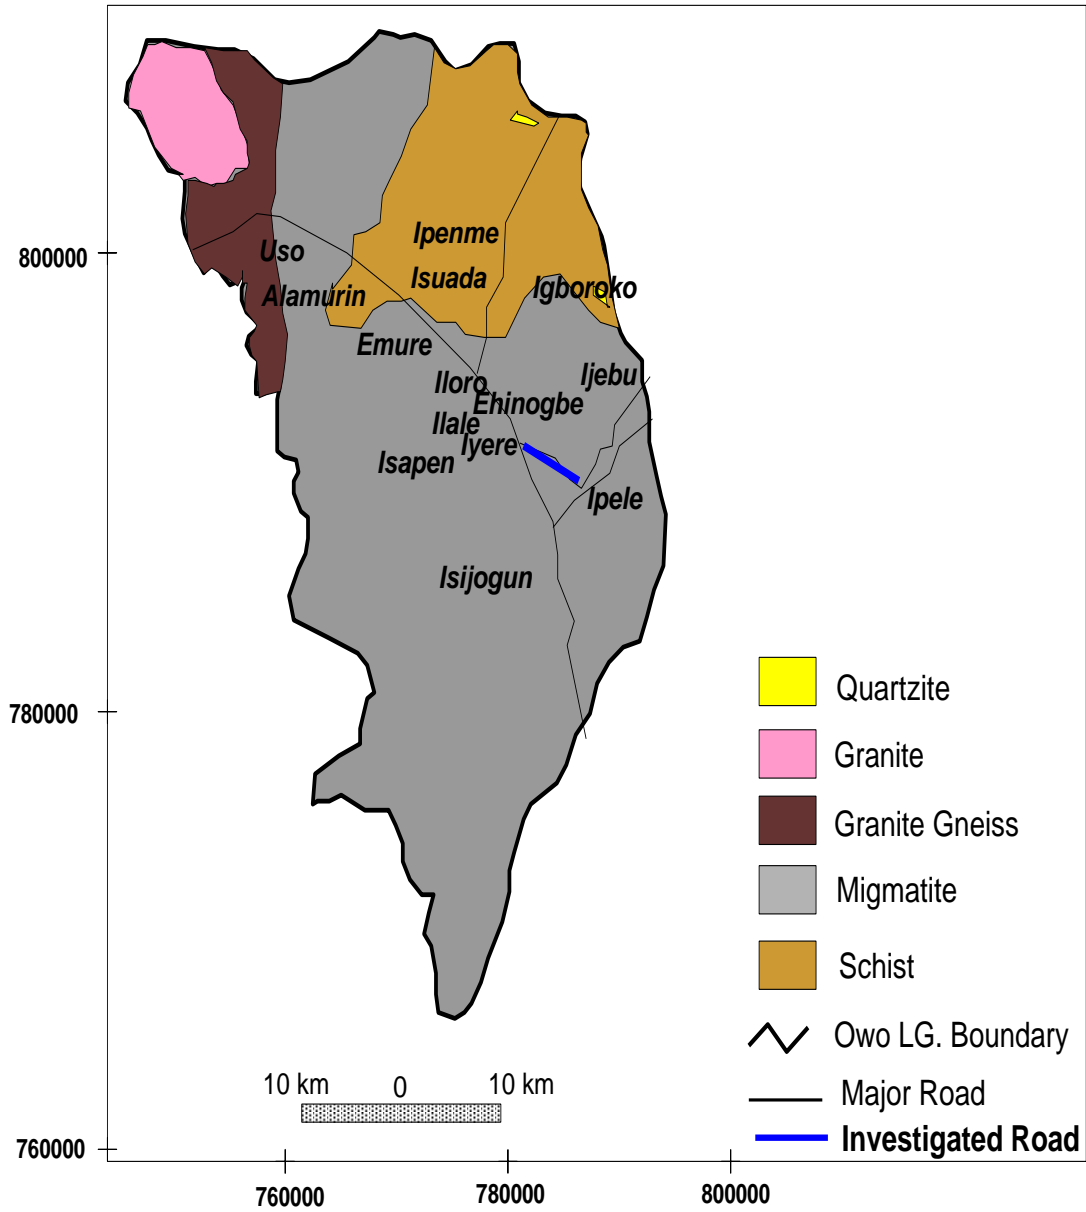 Ipenme
Uso
800000
Isuada
Igboroko
Alamurin
Emure
Ijebu
Iloro
Ehinogbe
Ilale
Iyere
Isapen
Ipele
Isijogun
Quartzite
780000
Granite
Granite Gneiss
Migmatite
Schist
Owo LG. Boundary
10 km 0 10 km
Major Road
Investigated Road
760000
760000 780000 800000